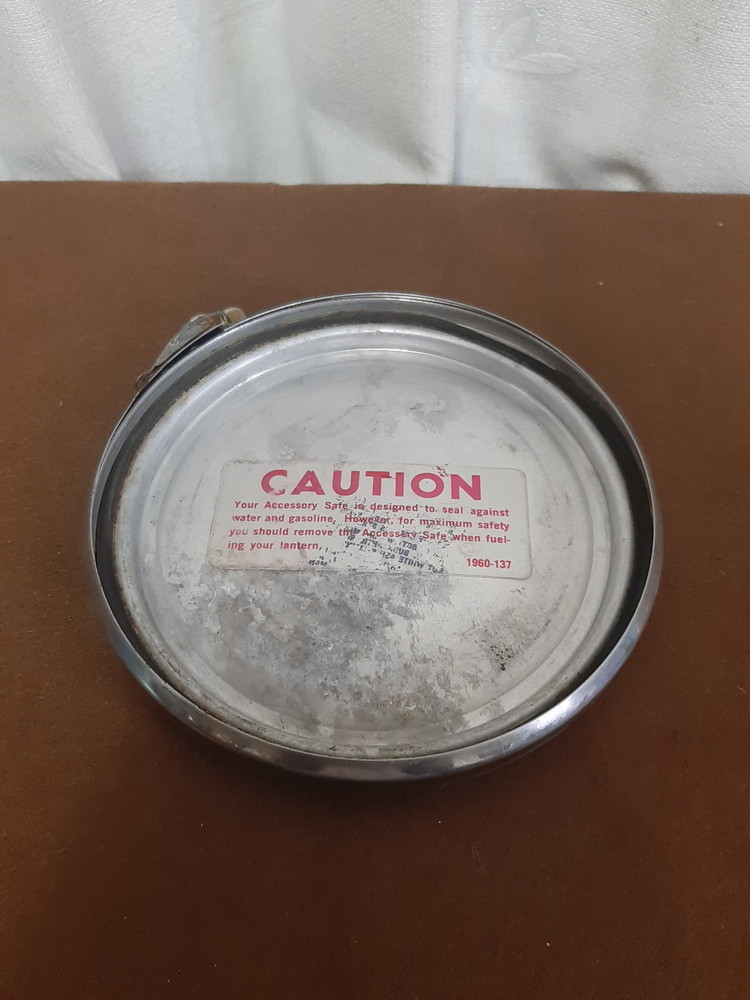 CAUTION
Your Accessory Safe is designed to seal against
water and gasoline. However, for maximum safety
you should remove the Accessory Safe when fuel-
ing your lantern.
1960-137